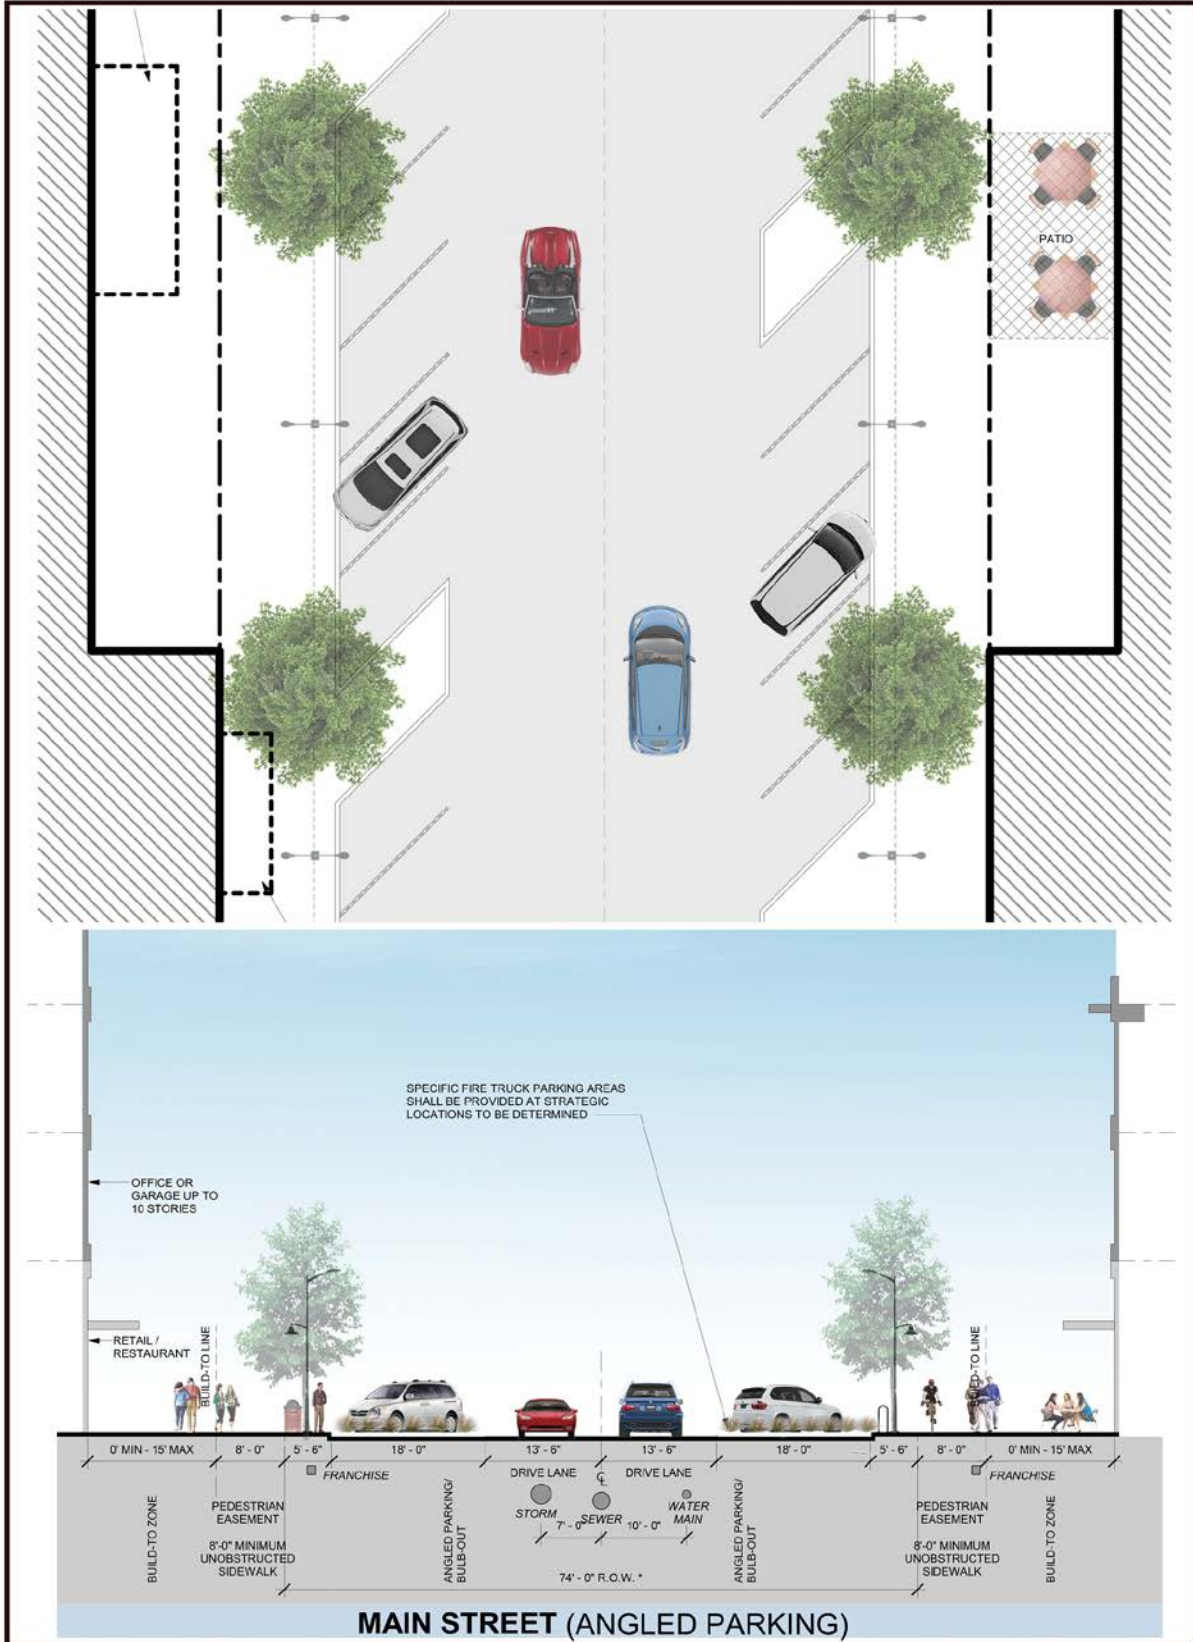 PATIO
SPECIFIC FIRE TRUCK PARKING AREAS
SHALL BE PROVIDED AT STRATEGIC
LOCATIONS TO BE DETERMINED
OFFICE OR
GARAGE UP TO
10 STORIES
RETAIL /
RESTAURANT
BUILD-TO LINE
BUILD-TO LINE
0' MIN - 15' MAX
8' - 0"
5' - 6"
18' - 0"
13' - 6"
13' - 6"
18' - 0"
5' - 6"
8' - 0"
0' MIN - 15' MAX
FRANCHISE
DRIVE LANE
℄
DRIVE LANE
FRANCHISE
STORM
SEWER
WATER
MAIN
7' - 0"
10' - 0"
BUILD-TO ZONE
PEDESTRIAN
EASEMENT
8'-0" MINIMUM
UNOBSTRUCTED
SIDEWALK
ANGLED PARKING/
BULB-OUT
ANGLED PARKING/
BULB-OUT
PEDESTRIAN
EASEMENT
8'-0" MINIMUM
UNOBSTRUCTED
SIDEWALK
BUILD-TO ZONE
74' - 0" R.O.W. *
MAIN STREET (ANGLED PARKING)